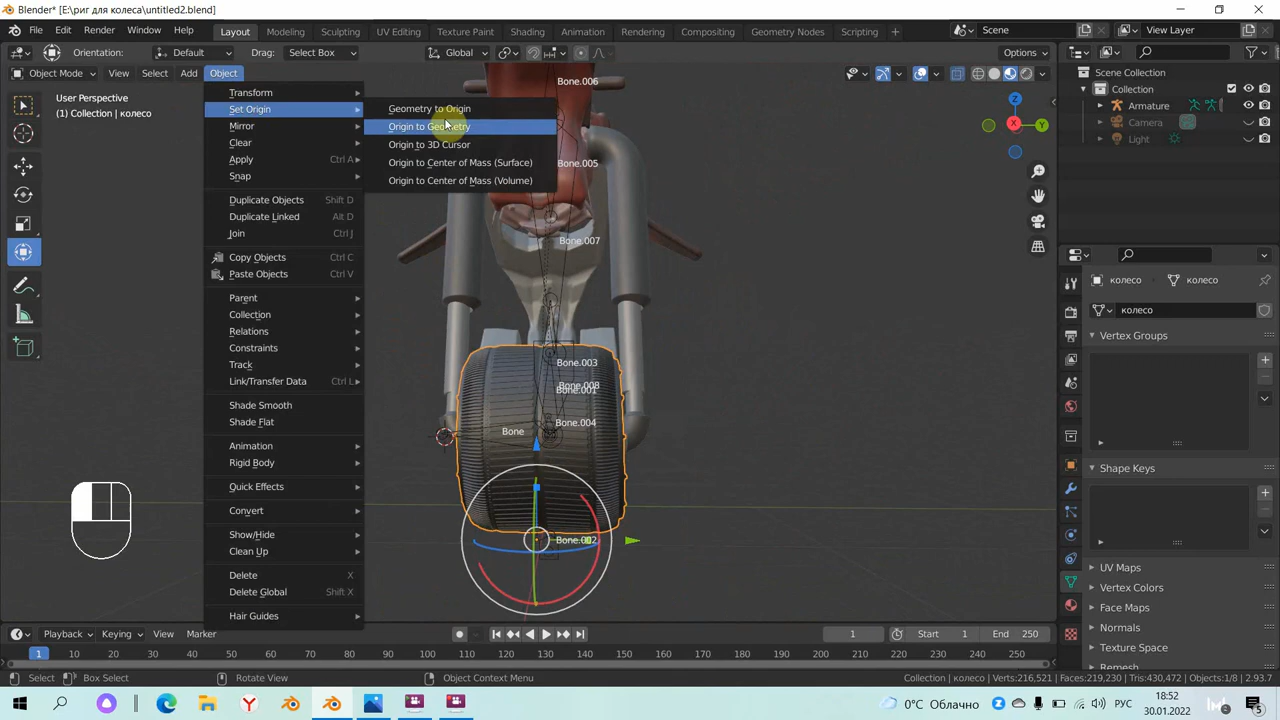 Blender* [E:\риг для колеса\untitled2.blend]
File Edit Render Window Help Layout Modeling Sculpting UV Editing Texture Paint Shading Animation Rendering Compositing Geometry Nodes Scripting + Scene View Layer
Orientation: Default Drag: Select Box Global Options
Object Mode View Select Add Object
User Perspective
(1) Collection | колесо
Transform
Set Origin
Mirror
Clear
Apply Ctrl A
Snap
Duplicate Objects Shift D
Duplicate Linked Alt D
Join Ctrl J
Copy Objects Ctrl C
Paste Objects Ctrl V
Parent
Collection
Relations
Constraints
Track
Link/Transfer Data Ctrl L
Shade Smooth
Shade Flat
Animation
Rigid Body
Quick Effects
Convert
Show/Hide
Clean Up
Delete X
Delete Global Shift X
Hair Guides
Geometry to Origin
Origin to Geometry
Origin to 3D Cursor
Origin to Center of Mass (Surface)
Origin to Center of Mass (Volume)
Bone.006
Bone.005
Bone.007
Bone.003
Bone.008
Bone.001
Bone.004
Bone
Bone.002
Z
X
Y
Scene Collection
Collection
Armature
Camera
Light
колесо колесо
колесо
Vertex Groups
Shape Keys
UV Maps
Vertex Colors
Face Maps
Normals
Texture Space
Remesh
Playback Keying View Marker 1 Start 1 End 250
1 10 20 30 40 50 60 70 80 90 100 110 120 130 140 150 160 170 180 190 200 210 220 230 240 250
Select Box Select Rotate View Object Context Menu Collection | колесо | Verts:216,521 | Faces:219,230 | Tris:430,472 | Objects:1/8 | 2.93.7
0°C Облачно РУС 18:52
30.01.2022 5